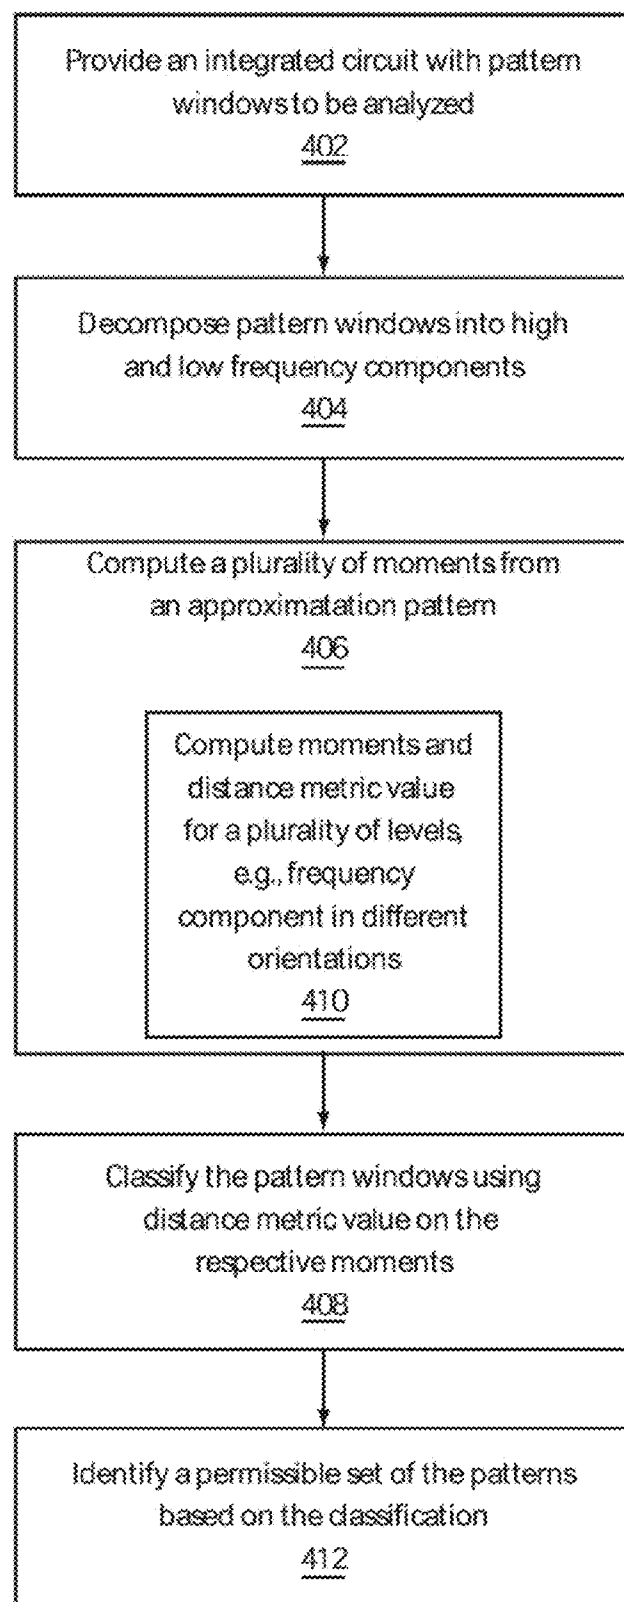 Provide an integrated circuit with pattern
windows to be analyzed
402
Decompose pattern windows into high
and low frequency components
404
Compute a plurality of moments from
an approximatation pattern
406
Compute moments and
distance metric value
for a plurality of levels,
e.g., frequency
component in different
orientations
410
Classify the pattern windows using
distance metric value on the
respective moments
408
Identify a permissible set of the patterns
based on the classification
412